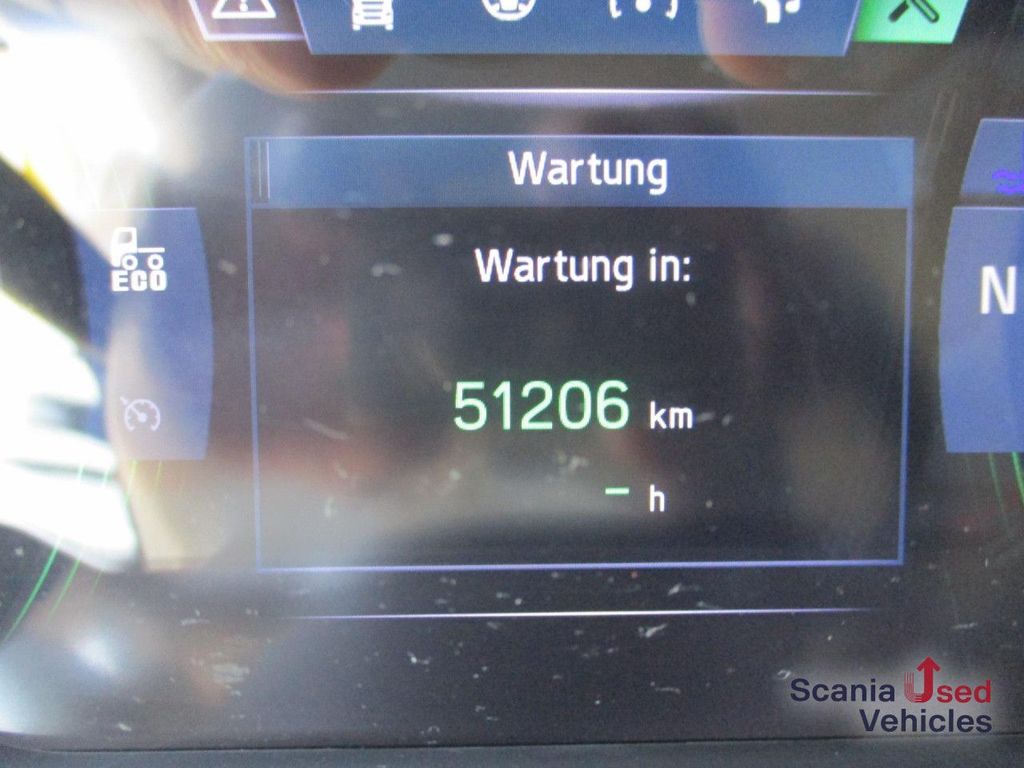 Wartung
Wartung in:
ECO
N
51206 km
- h
Scania Used
Vehicles